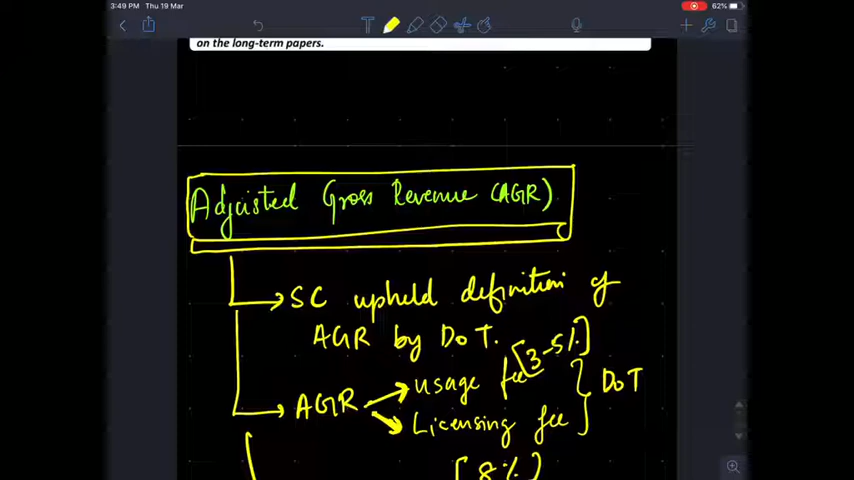 3:49 PM Thu 19 Mar
62%
on the long-term papers.
Adjusted Gross Revenue (AGR)
SC upheld definition of
AGR by DoT.
[3-5%]
AGR usage fee
DoT
Licensing fee
[8%]